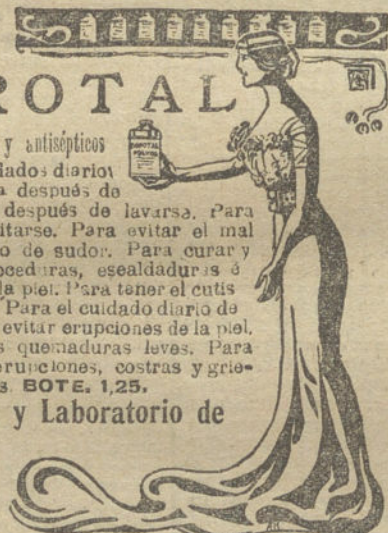 ROTAL
y antisépticos
iados diarios
a después de
después de lavarse. Para
itarse. Para evitar el mal
o de sudor. Para curar y
oceduras, esealdaduras é
la piel. Para tener el cutis
Para el cuidado diario de
evitar erupciones de la piel.
s quemaduras leves. Para
erupciones, costras y grie-
s. BOTE. 1,25.
y Laboratorio de